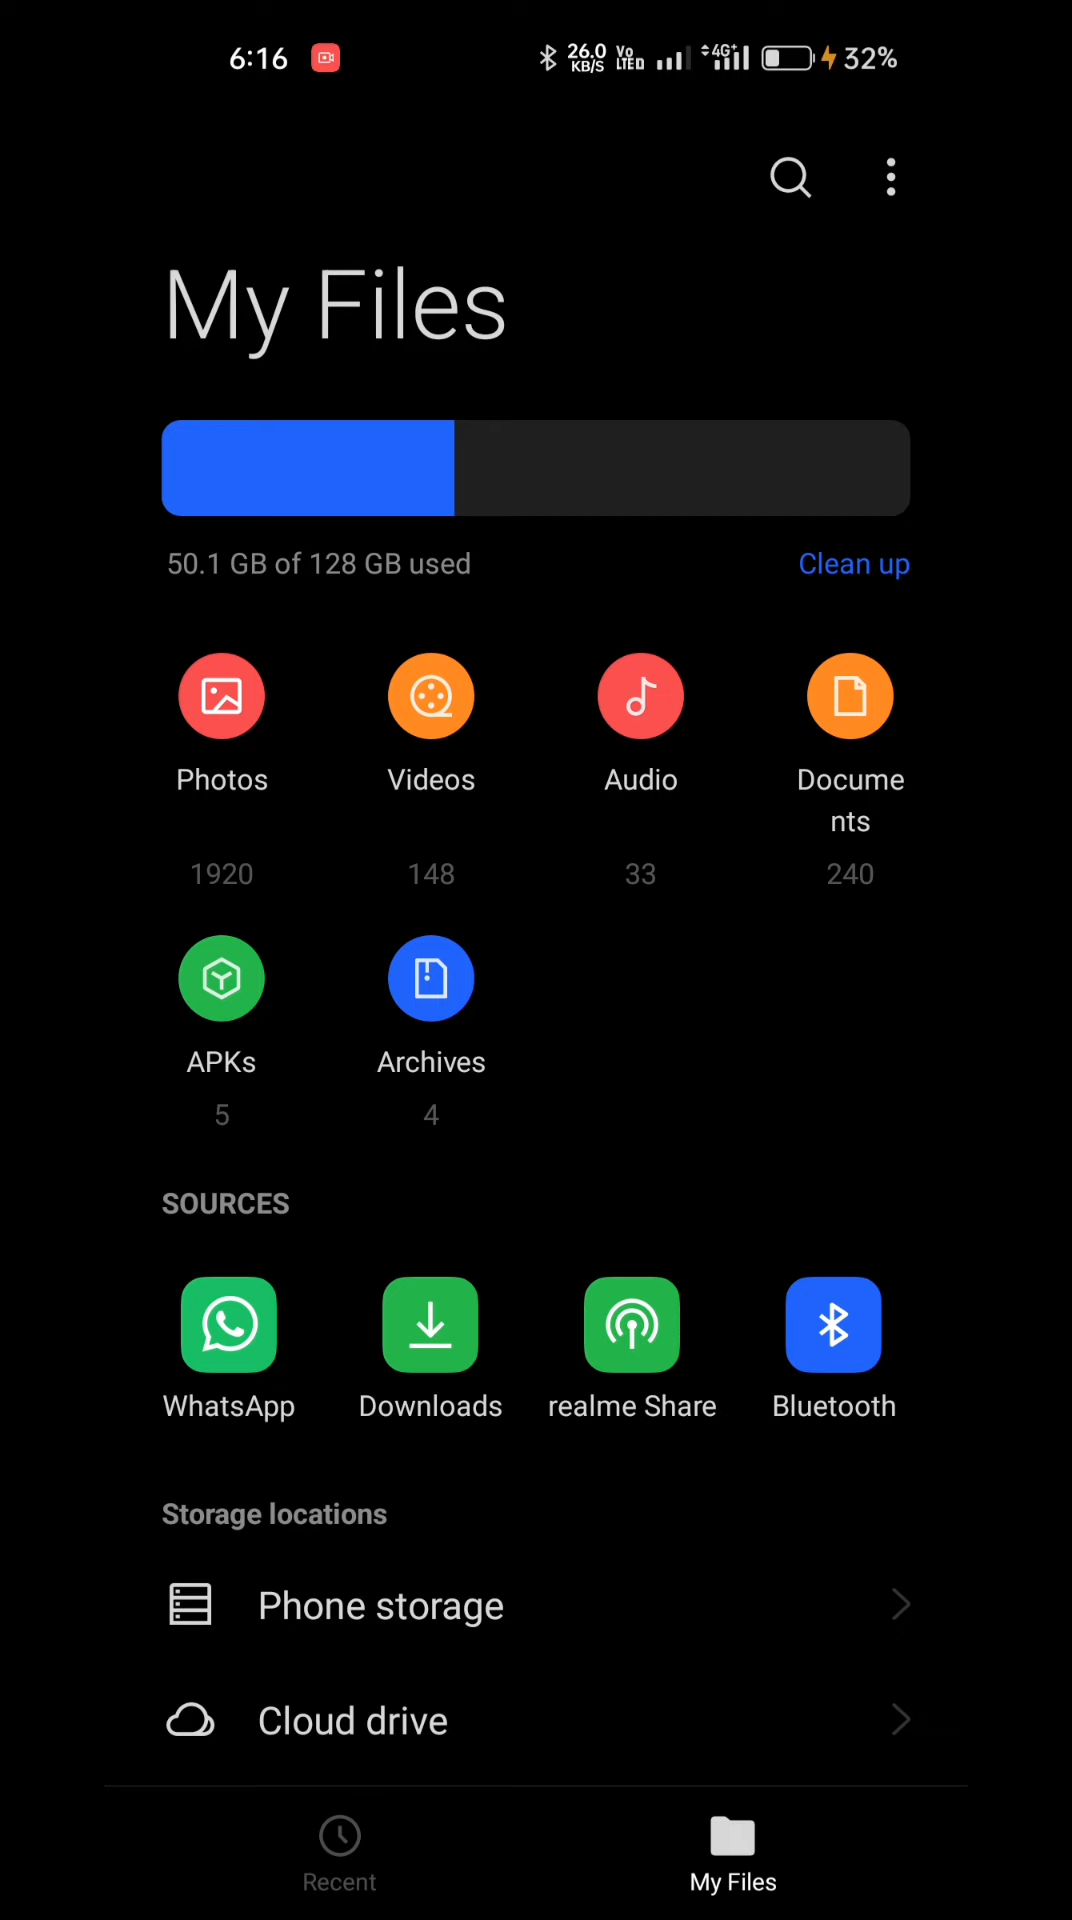 6:16 26.0 KB/S Vo LTE 4G+ 32%
My Files
50.1 GB of 128 GB used Clean up
Photos Videos Audio Docume
nts
1920 148 33 240
APKs Archives
5 4
SOURCES
WhatsApp Downloads realme Share Bluetooth
Storage locations
Phone storage
Cloud drive
Recent My Files